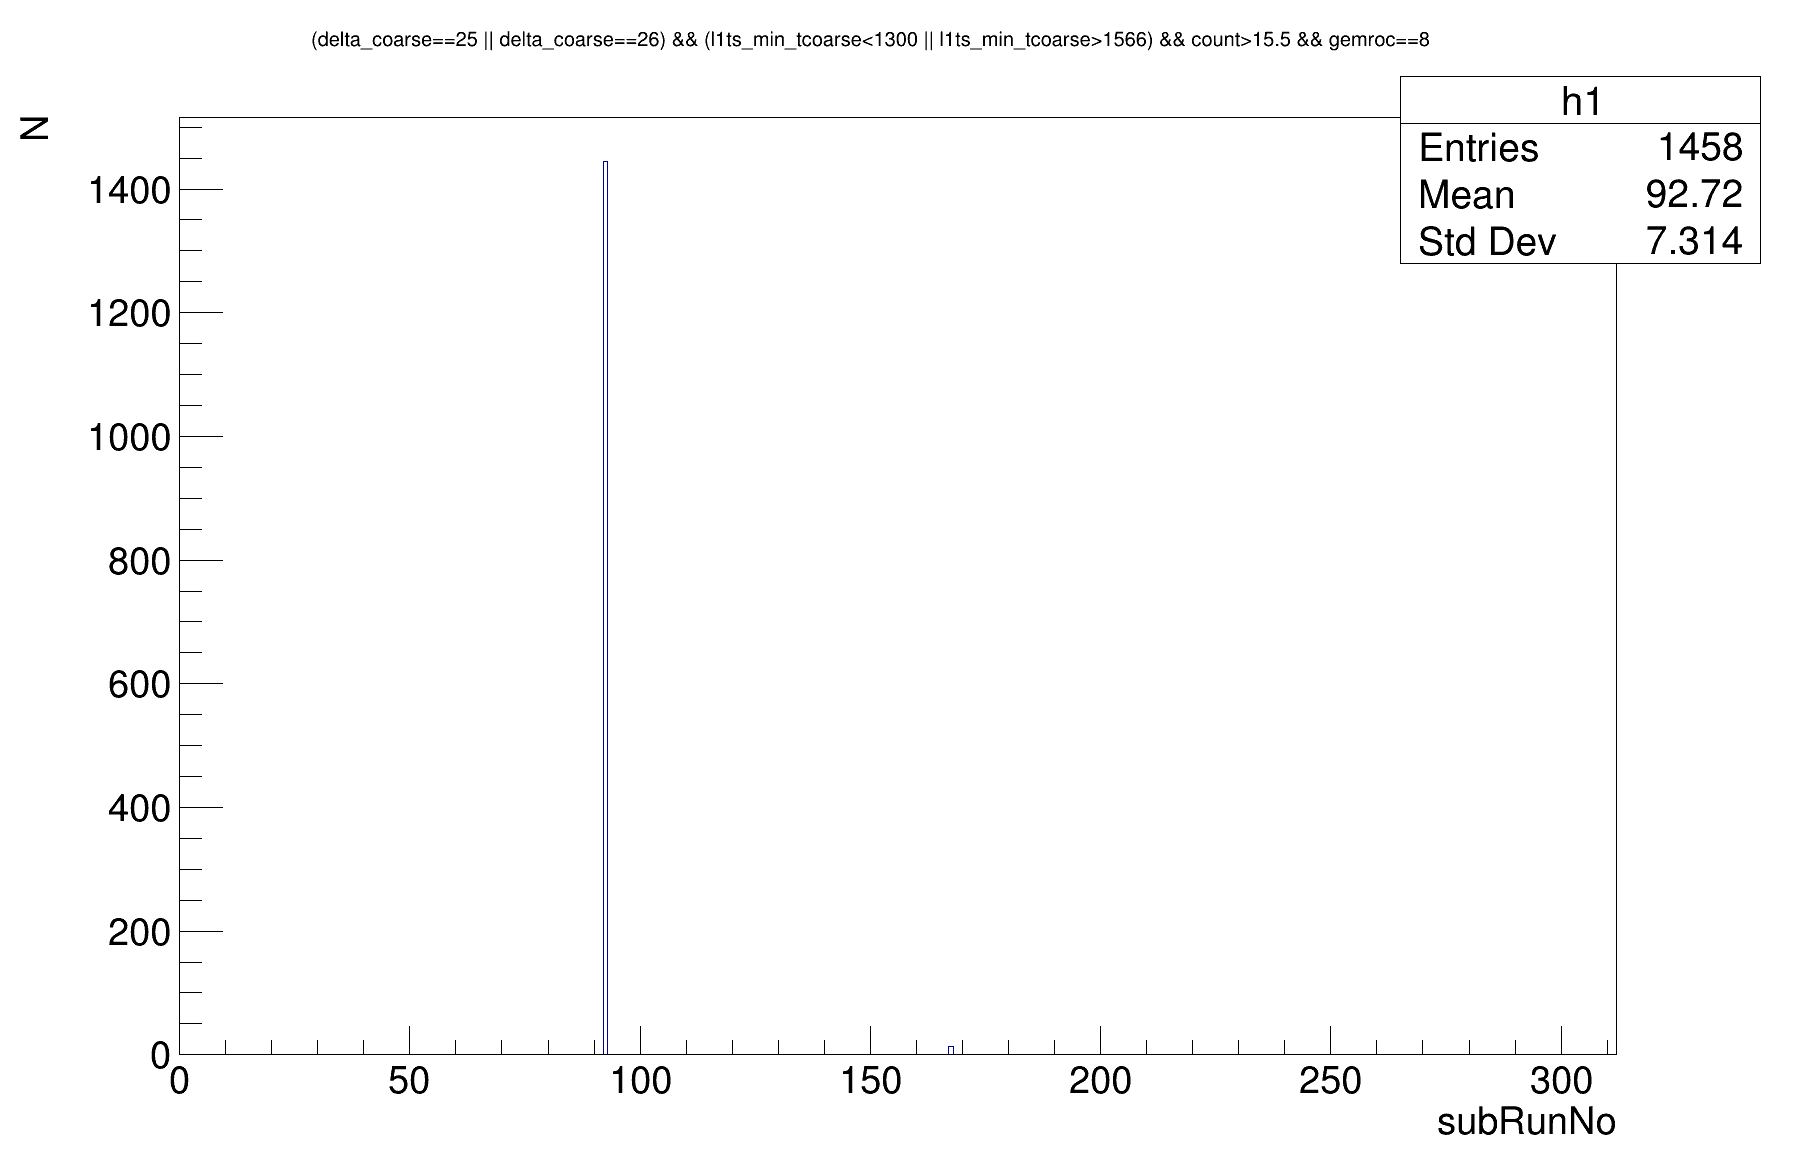 (delta_coarse==25 || delta_coarse==26) && (l1ts_min_tcoarse<1300 || l1ts_min_tcoarse>1566) && count>15.5 && gemroc==8
h1
Entries 1458
Mean 92.72
Std Dev 7.314
N
1400
1200
1000
800
600
400
200
0
0 50 100 150 200 250 300
subRunNo